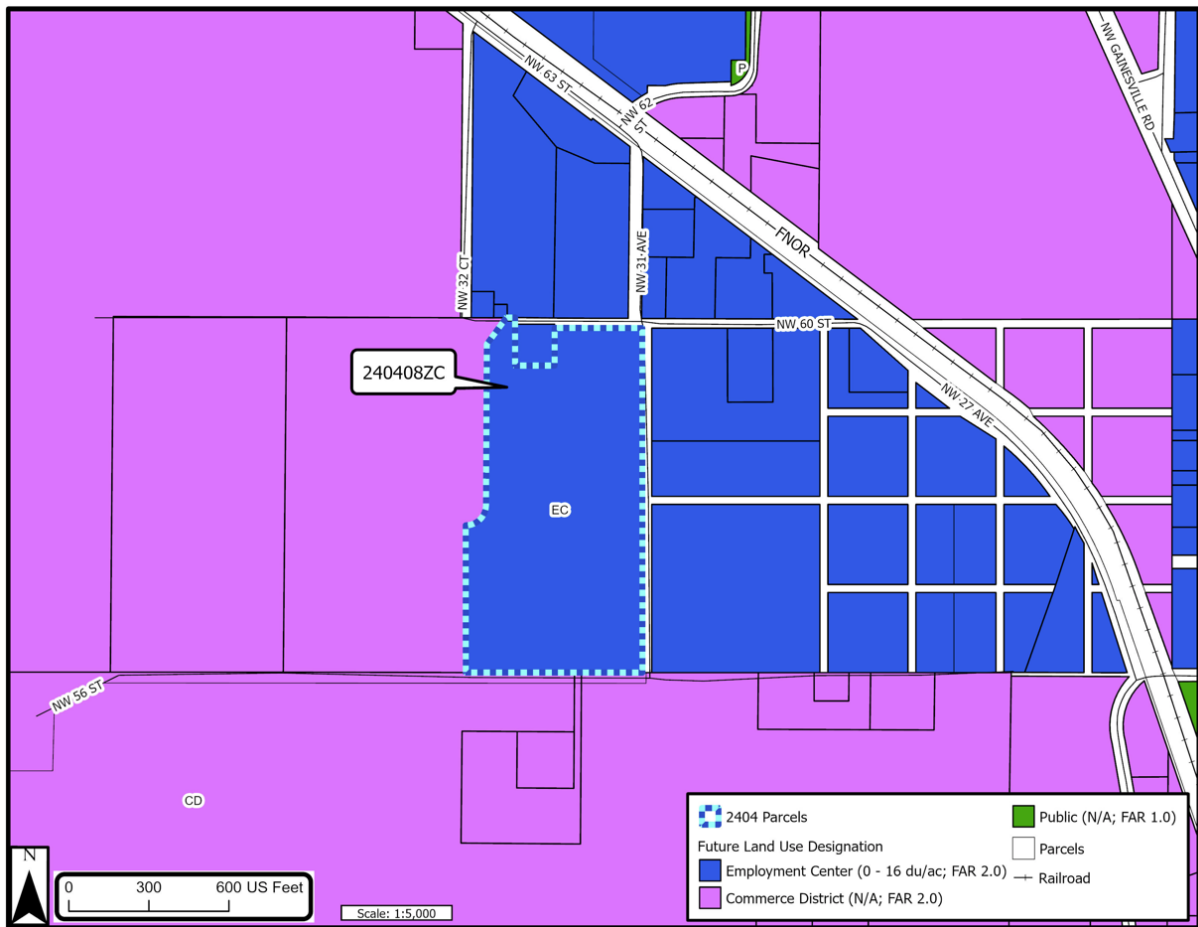 NW 63 ST
NW 62
ST
P
NW GAINESVILLE RD
NW 32 CT
NW 31 AVE
FNOR
NW 60 ST
240408ZC
NW 27 AVE
EC
NW 56 ST
CD
N
0 300 600 US Feet
Scale: 1:5,000
2404 Parcels
Future Land Use Designation
Employment Center (0 - 16 du/ac; FAR 2.0)
Commerce District (N/A; FAR 2.0)
Public (N/A; FAR 1.0)
Parcels
Railroad